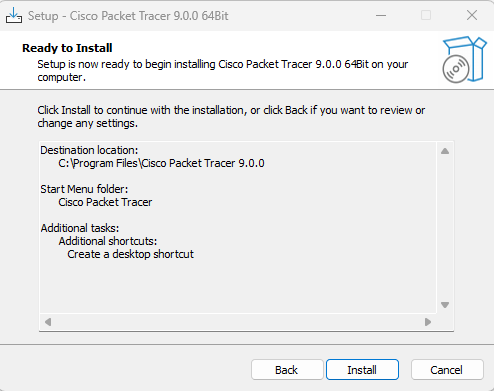 Setup - Cisco Packet Tracer 9.0.0 64Bit
Ready to Install
Setup is now ready to begin installing Cisco Packet Tracer 9.0.0 64Bit on your
computer.
Click Install to continue with the installation, or click Back if you want to review or
change any settings.
Destination location:
C:\Program Files\Cisco Packet Tracer 9.0.0
Start Menu folder:
Cisco Packet Tracer
Additional tasks:
Additional shortcuts:
Create a desktop shortcut
Back Install Cancel